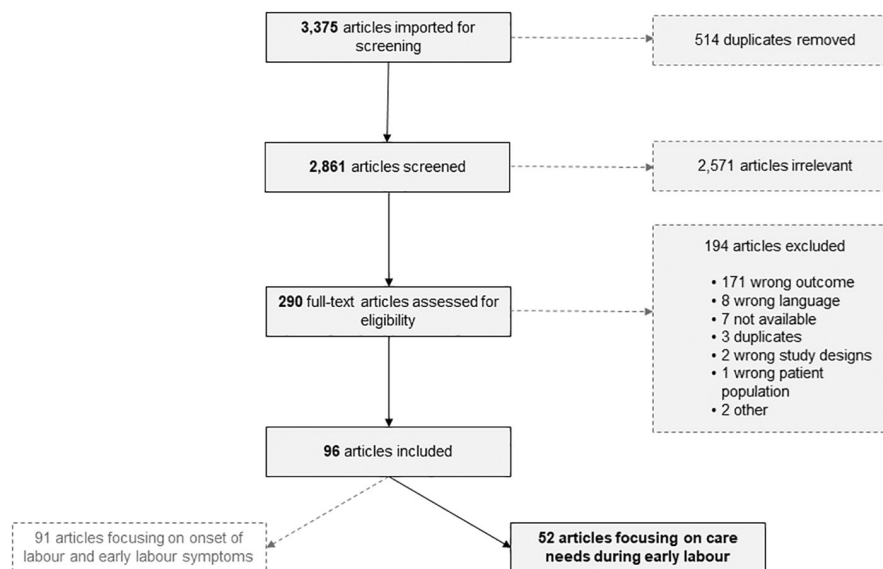 3,375 articles imported for
screening
514 duplicates removed
2,861 articles screened
2,571 articles irrelevant
290 full-text articles assessed for
eligibility
194 articles excluded
• 171 wrong outcome
• 8 wrong language
• 7 not available
• 3 duplicates
• 2 wrong study designs
• 1 wrong patient
population
• 2 other
96 articles included
91 articles focusing on onset of
labour and early labour symptoms
52 articles focusing on care
needs during early labour